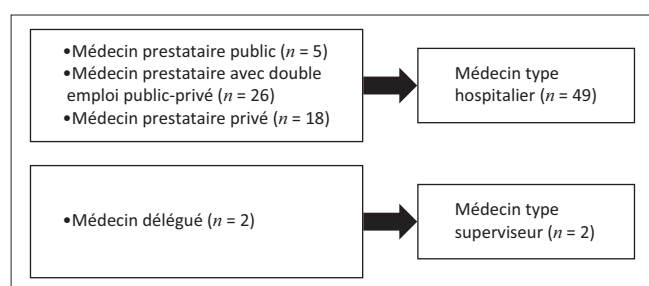 •Médecin prestataire public (n = 5)
•Médecin prestataire avec double
emploi public-privé (n = 26)
•Médecin prestataire privé (n = 18)
Médecin type
hospitalier (n = 49)
•Médecin délégué (n = 2)
Médecin type
superviseur (n = 2)